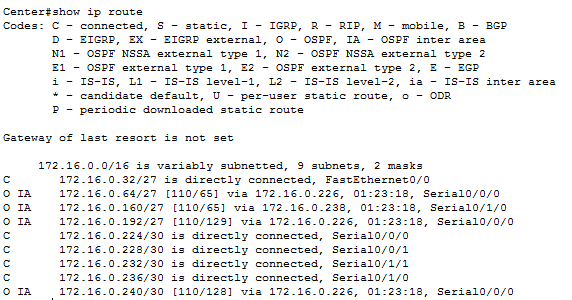 Center#show ip route
Codes: C - connected, S - static, I - IGRP, R - RIP, M - mobile, B - BGP
       D - EIGRP, EX - EIGRP external, O - OSPF, IA - OSPF inter area
       N1 - OSPF NSSA external type 1, N2 - OSPF NSSA external type 2
       E1 - OSPF external type 1, E2 - OSPF external type 2, E - EGP
       i - IS-IS, L1 - IS-IS level-1, L2 - IS-IS level-2, ia - IS-IS inter area
       * - candidate default, U - per-user static route, o - ODR
       P - periodic downloaded static route
Gateway of last resort is not set
     172.16.0.0/16 is variably subnetted, 9 subnets, 2 masks
C       172.16.0.32/27 is directly connected, FastEthernet0/0
O IA    172.16.0.64/27 [110/65] via 172.16.0.226, 01:23:18, Serial0/0/0
O IA    172.16.0.160/27 [110/65] via 172.16.0.238, 01:23:18, Serial0/1/0
O IA    172.16.0.192/27 [110/129] via 172.16.0.226, 01:23:18, Serial0/0/0
C       172.16.0.224/30 is directly connected, Serial0/0/0
C       172.16.0.228/30 is directly connected, Serial0/0/1
C       172.16.0.232/30 is directly connected, Serial0/1/1
C       172.16.0.236/30 is directly connected, Serial0/1/0
O IA    172.16.0.240/30 [110/128] via 172.16.0.226, 01:23:18, Serial0/0/0